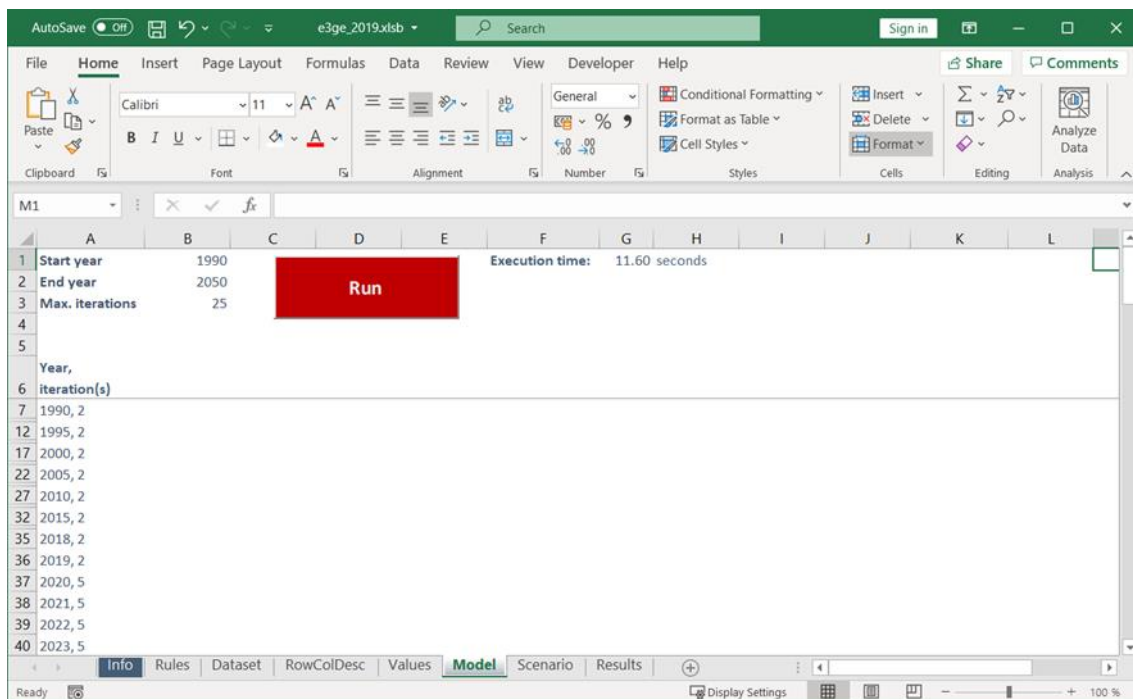 AutoSave Off e3ge_2019.xlsb Search Sign in
File Home Insert Page Layout Formulas Data Review View Developer Help Share Comments
Paste Calibri 11 A A ab General % 9 Conditional Formatting Format as Table Cell Styles Insert Delete Format Σ Analyze Data
B I U A
Clipboard Font Alignment Number Styles Cells Editing Analysis
M1 fx
A B C D E F G H I J K L
1 Start year 1990 Execution time: 11.60 seconds
2 End year 2050 Run
3 Max. iterations 25
4
5
Year,
6 iteration(s)
7 1990, 2
12 1995, 2
17 2000, 2
22 2005, 2
27 2010, 2
32 2015, 2
35 2018, 2
36 2019, 2
37 2020, 5
38 2021, 5
39 2022, 5
40 2023, 5
Info Rules Dataset RowColDesc Values Model Scenario Results
Ready Display Settings 100 %